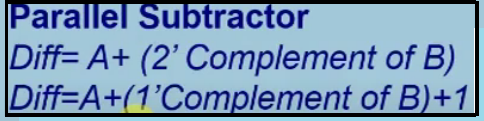 Parallel Subtractor
Diff= A+ (2’ Complement of B)
Diff=A+(1’Complement of B)+1